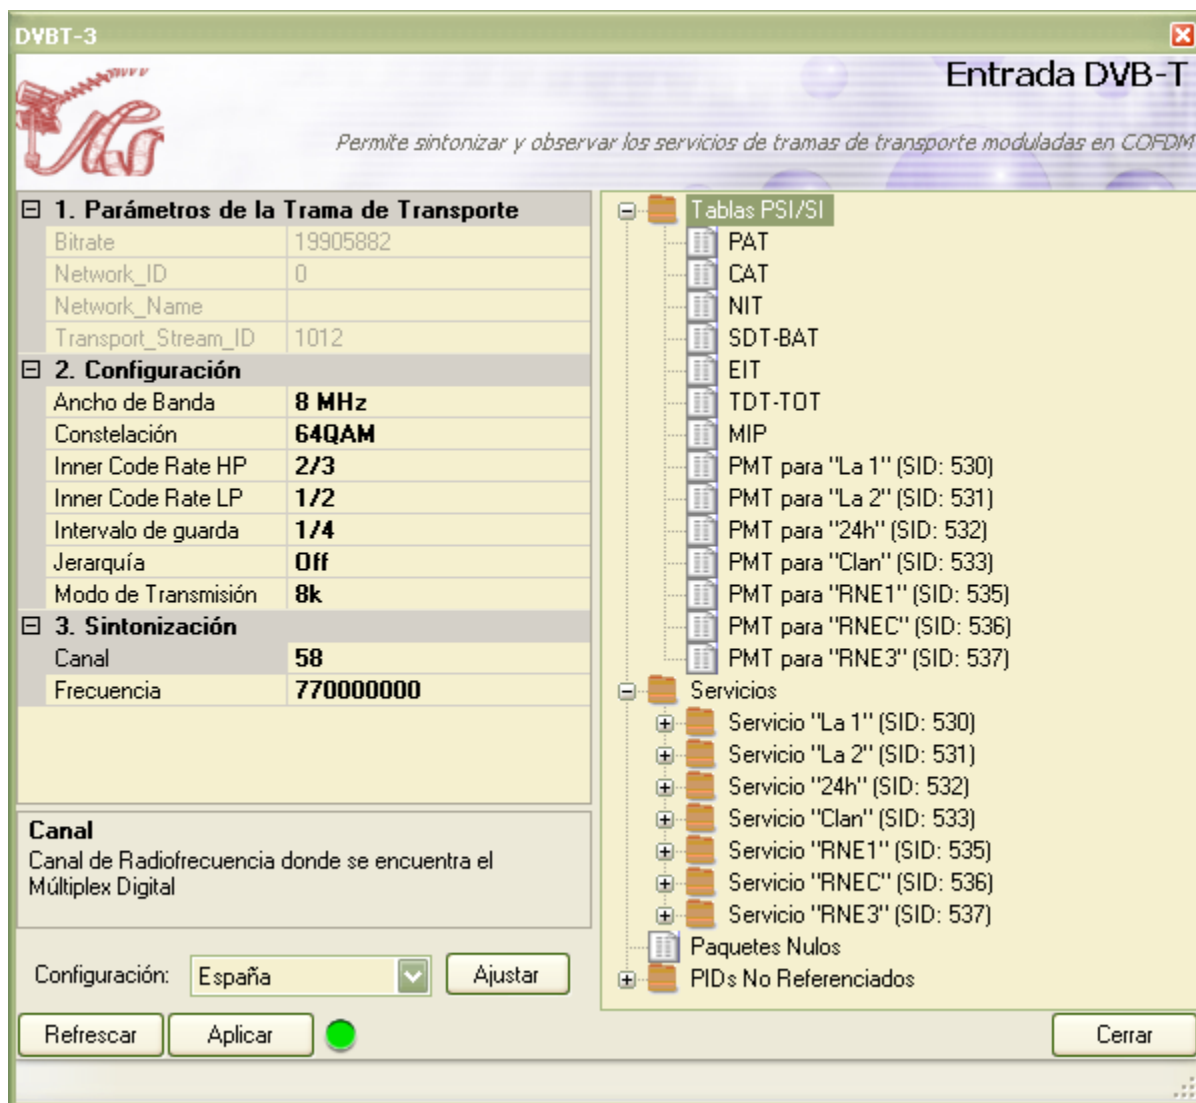 DVBT-3
Entrada DVB-T
Permite sintonizar y observar los servicios de tramas de transporte moduladas en COFDM
1. Parámetros de la Trama de Transporte
Bitrate 19905882
Network_ID 0
Network_Name
Transport_Stream_ID 1012
2. Configuración
Ancho de Banda 8 MHz
Constelación 64QAM
Inner Code Rate HP 2/3
Inner Code Rate LP 1/2
Intervalo de guarda 1/4
Jerarquía Off
Modo de Transmisión 8k
3. Sintonización
Canal 58
Frecuencia 770000000
Canal
Canal de Radiofrecuencia donde se encuentra el
Múltiplex Digital
Configuración: España Ajustar
Refrescar Aplicar
Tablas PSI/SI
PAT
CAT
NIT
SDT-BAT
EIT
TDT-TOT
MIP
PMT para "La 1" (SID: 530)
PMT para "La 2" (SID: 531)
PMT para "24h" (SID: 532)
PMT para "Clan" (SID: 533)
PMT para "RNE1" (SID: 535)
PMT para "RNEC" (SID: 536)
PMT para "RNE3" (SID: 537)
Servicios
Servicio "La 1" (SID: 530)
Servicio "La 2" (SID: 531)
Servicio "24h" (SID: 532)
Servicio "Clan" (SID: 533)
Servicio "RNE1" (SID: 535)
Servicio "RNEC" (SID: 536)
Servicio "RNE3" (SID: 537)
Paquetes Nulos
PIDs No Referenciados
Cerrar